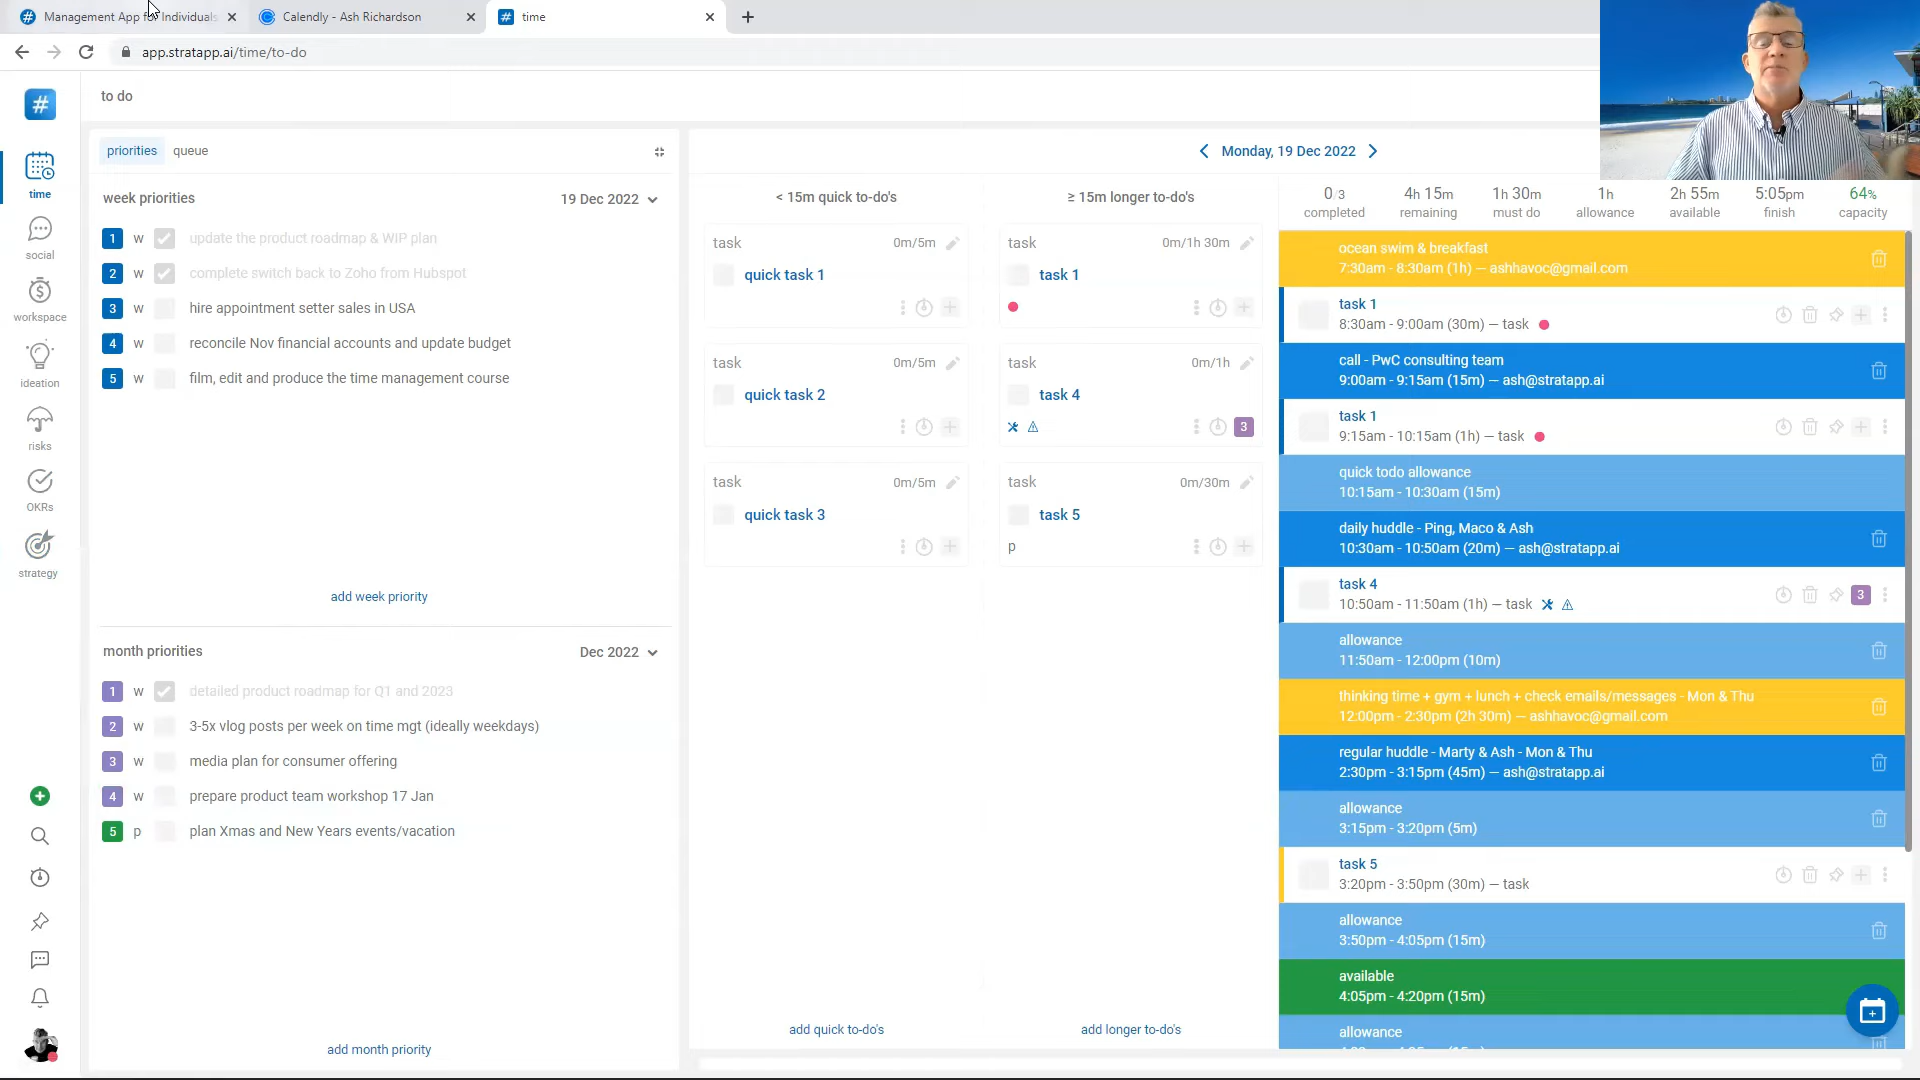 Management App for Individuals
Calendly - Ash Richardson
time
app.stratapp.ai/time/to-do
to do
time
social
workspace
ideation
risks
OKRs
strategy
priorities
queue
week priorities
19 Dec 2022
1 w update the product roadmap & WIP plan
2 w complete switch back to Zoho from Hubspot
3 w hire appointment setter sales in USA
4 w reconcile Nov financial accounts and update budget
5 w film, edit and produce the time management course
add week priority
month priorities
Dec 2022
1 w detailed product roadmap for Q1 and 2023
2 w 3-5x vlog posts per week on time mgt (ideally weekdays)
3 w media plan for consumer offering
4 w prepare product team workshop 17 Jan
5 p plan Xmas and New Years events/vacation
add month priority
Monday, 19 Dec 2022
< 15m quick to-do's
task 0m/5m
quick task 1
task 0m/5m
quick task 2
task 0m/5m
quick task 3
add quick to-do's
≥ 15m longer to-do's
task 0m/1h 30m
task 1
task 0m/1h
task 4
3
task 0m/30m
task 5
p
add longer to-do's
0/3 4h 15m 1h 30m 1h 2h 55m 5:05pm 64%
completed remaining must do allowance available finish capacity
ocean swim & breakfast
7:30am - 8:30am (1h) — ashhavoc@gmail.com
task 1
8:30am - 9:00am (30m) — task
call - PwC consulting team
9:00am - 9:15am (15m) — ash@stratapp.ai
task 1
9:15am - 10:15am (1h) — task
quick todo allowance
10:15am - 10:30am (15m)
daily huddle - Ping, Maco & Ash
10:30am - 10:50am (20m) — ash@stratapp.ai
task 4
10:50am - 11:50am (1h) — task
3
allowance
11:50am - 12:00pm (10m)
thinking time + gym + lunch + check emails/messages - Mon & Thu
12:00pm - 2:30pm (2h 30m) — ashhavoc@gmail.com
regular huddle - Marty & Ash - Mon & Thu
2:30pm - 3:15pm (45m) — ash@stratapp.ai
allowance
3:15pm - 3:20pm (5m)
task 5
3:20pm - 3:50pm (30m) — task
allowance
3:50pm - 4:05pm (15m)
available
4:05pm - 4:20pm (15m)
allowance